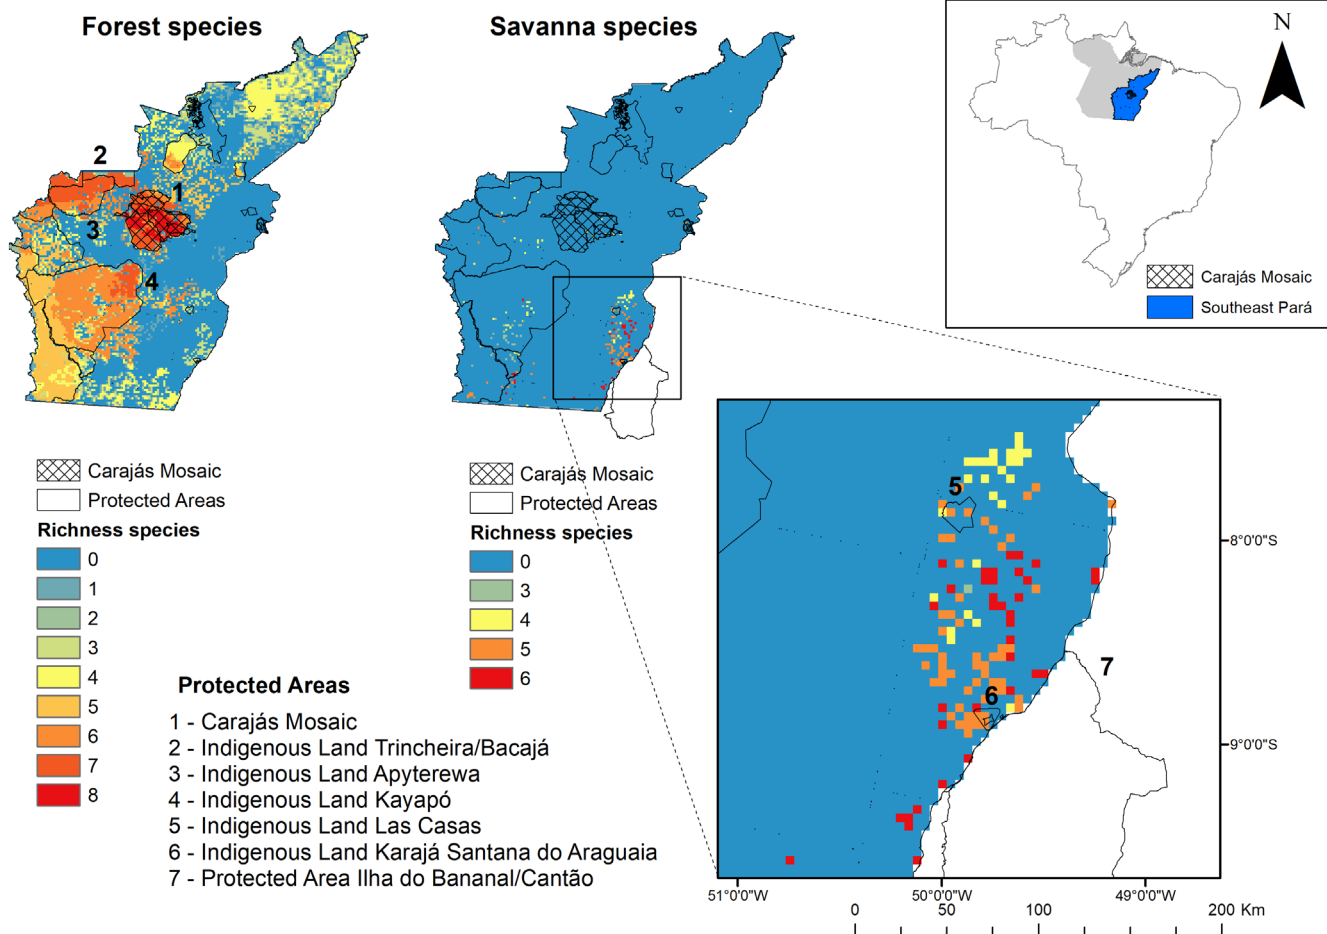 Forest species
Savanna species
N
2
1
3
4
Carajás Mosaic
Southeast Pará
Carajás Mosaic
Protected Areas
Richness species
0
1
2
3
4
5
6
7
8
Carajás Mosaic
Protected Areas
Richness species
0
3
4
5
6
Protected Areas
1 - Carajás Mosaic
2 - Indigenous Land Trincheira/Bacajá
3 - Indigenous Land Apyterewa
4 - Indigenous Land Kayapó
5 - Indigenous Land Las Casas
6 - Indigenous Land Karajá Santana do Araguaia
7 - Protected Area Ilha do Bananal/Cantão
5
6
7
8°0'0"S
9°0'0"S
51°0'0"W
50°0'0"W
49°0'0"W
0 50 100 200 Km